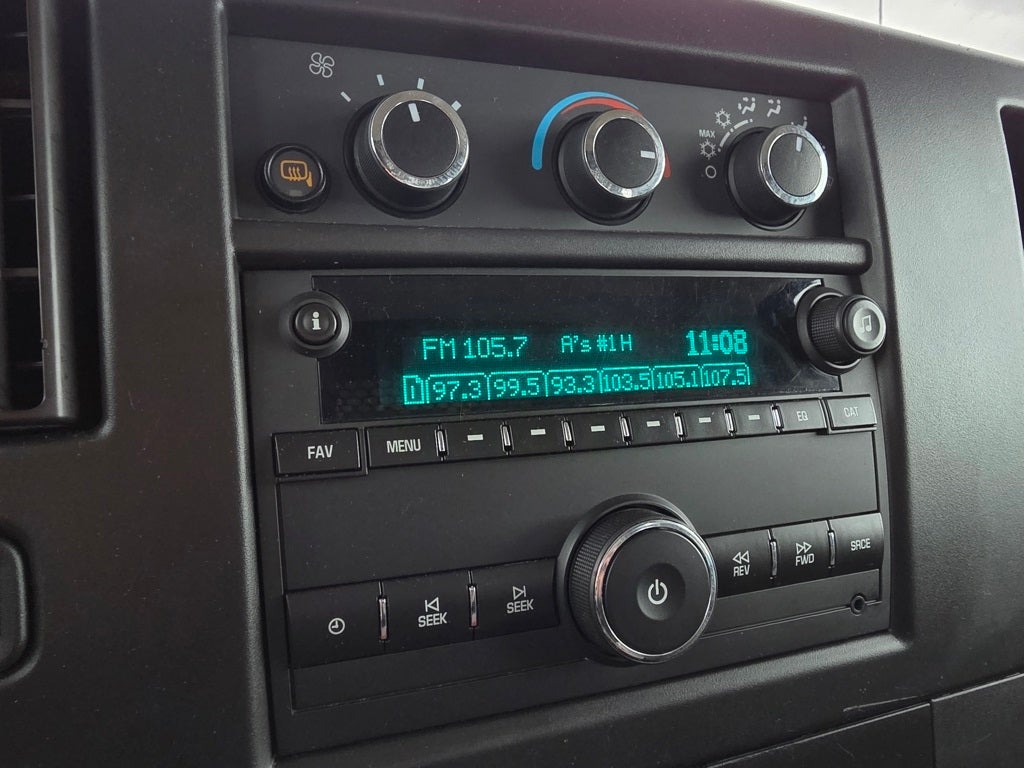 MAX
i
FM 105.7 A's #1 H 11:08
1 97.3 99.5 93.3 103.5 105.1 107.5
FAV MENU EQ CAT
SEEK SEEK REV FWD SRCE